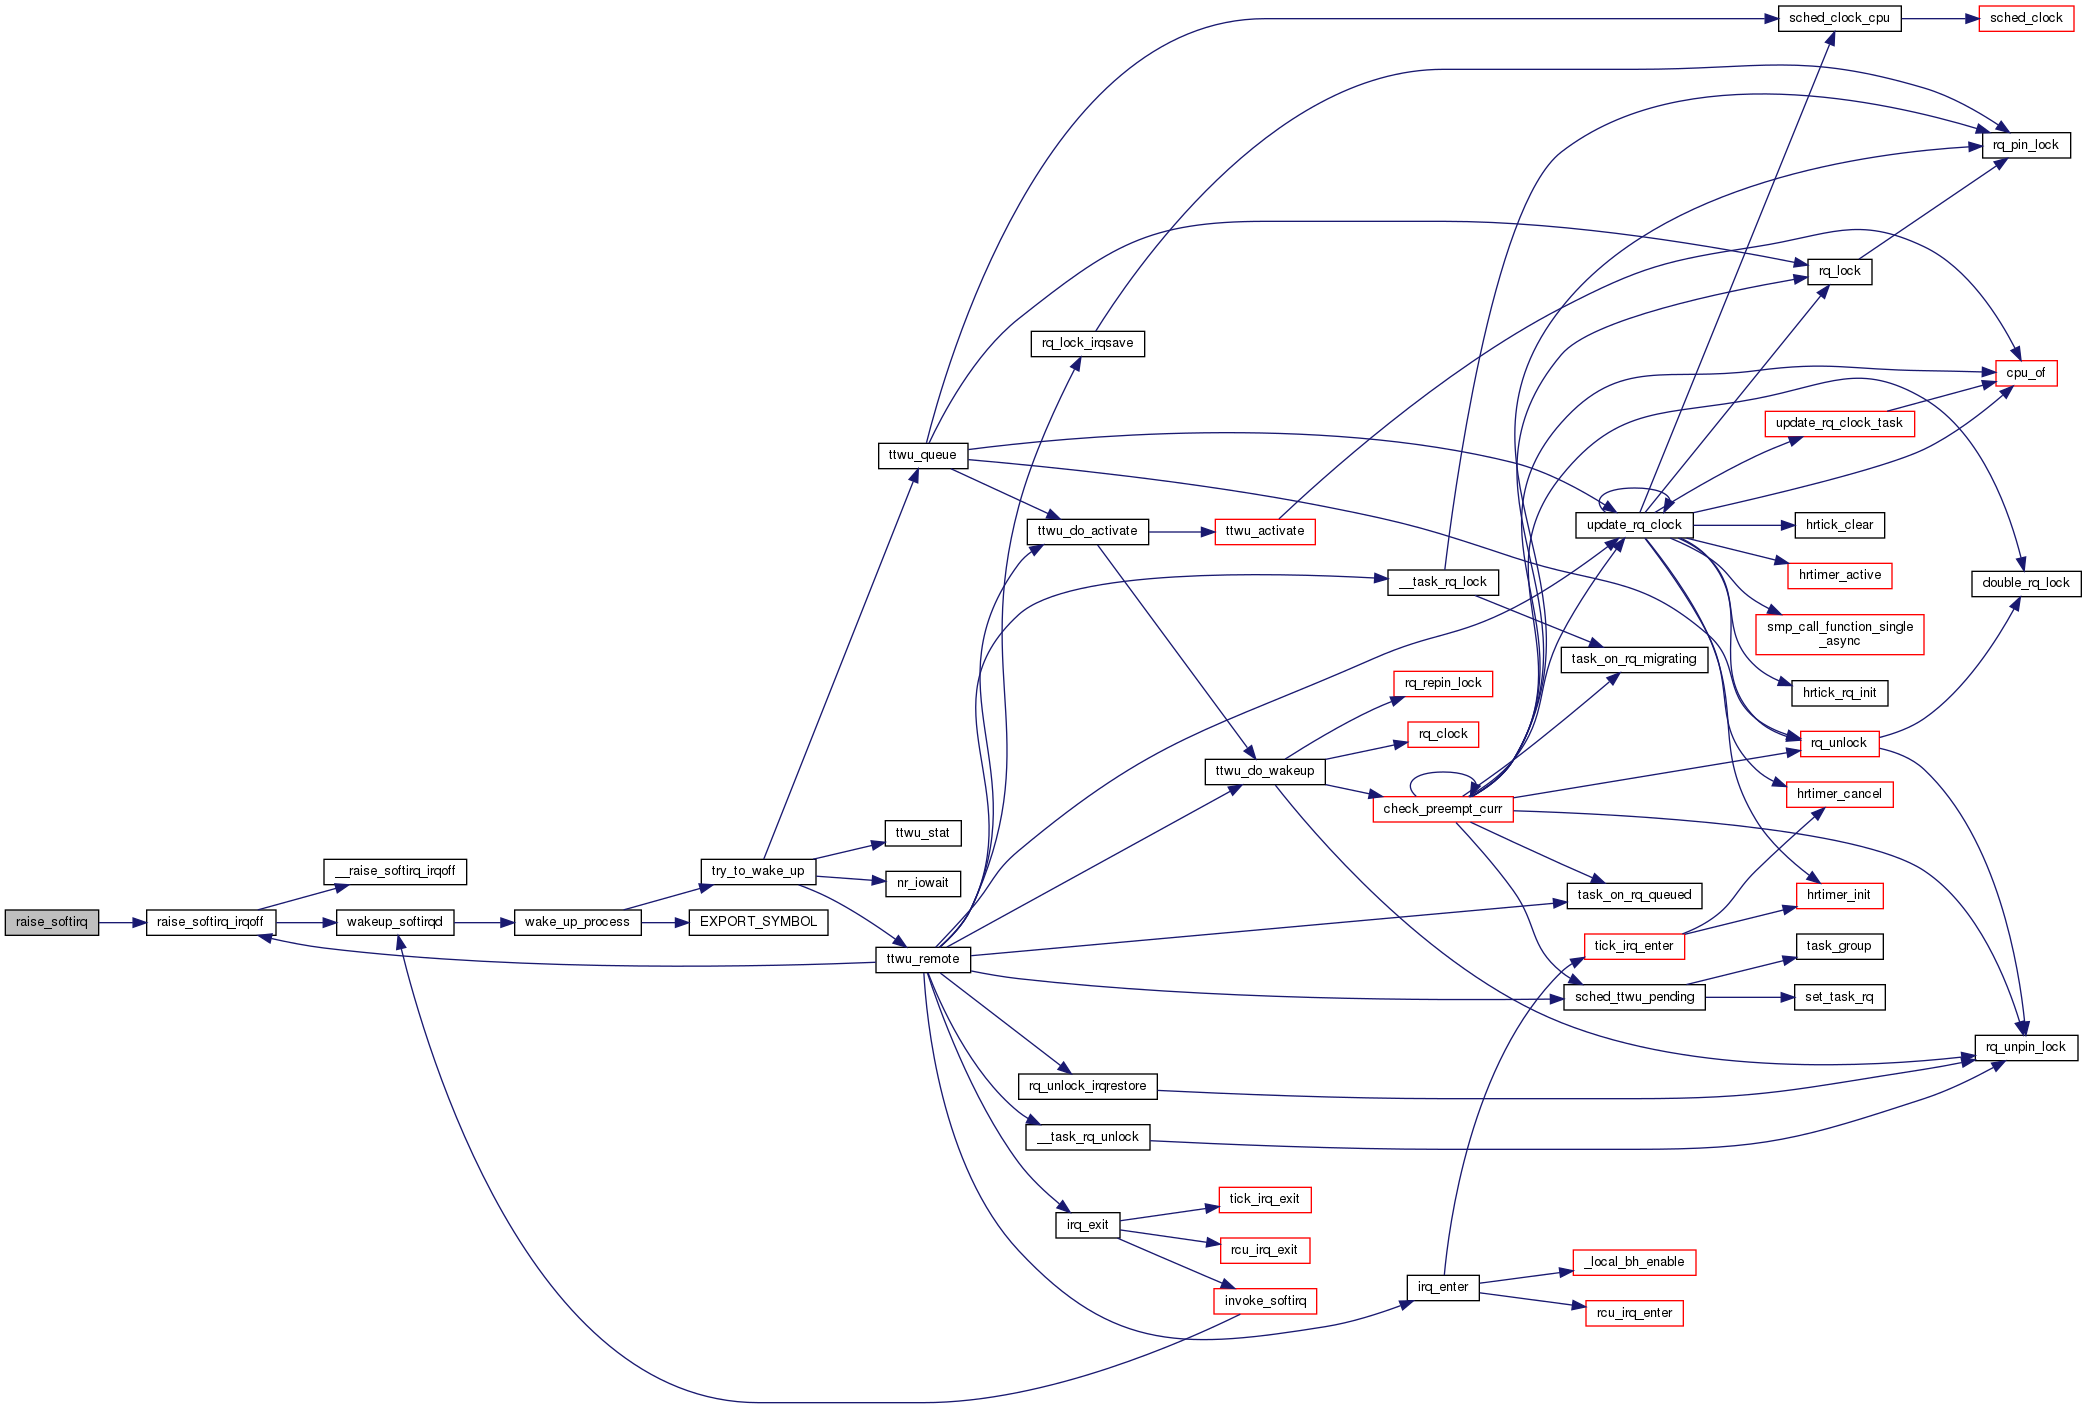 sched_clock_cpu
sched_clock
rq_pin_lock
rq_lock
rq_lock_irqsave
cpu_of
update_rq_clock_task
ttwu_queue
ttwu_do_activate
ttwu_activate
update_rq_clock
hrtick_clear
__task_rq_lock
hrtimer_active
double_rq_lock
smp_call_function_single
_async
task_on_rq_migrating
rq_repin_lock
hrtick_rq_init
rq_clock
rq_unlock
ttwu_do_wakeup
check_preempt_curr
hrtimer_cancel
ttwu_stat
try_to_wake_up
__raise_softirq_irqoff
nr_iowait
task_on_rq_queued
hrtimer_init
raise_softirq
raise_softirq_irqoff
wakeup_softirqd
wake_up_process
EXPORT_SYMBOL
tick_irq_enter
task_group
ttwu_remote
sched_ttwu_pending
set_task_rq
rq_unpin_lock
rq_unlock_irqrestore
__task_rq_unlock
tick_irq_exit
irq_exit
rcu_irq_exit
_local_bh_enable
irq_enter
invoke_softirq
rcu_irq_enter